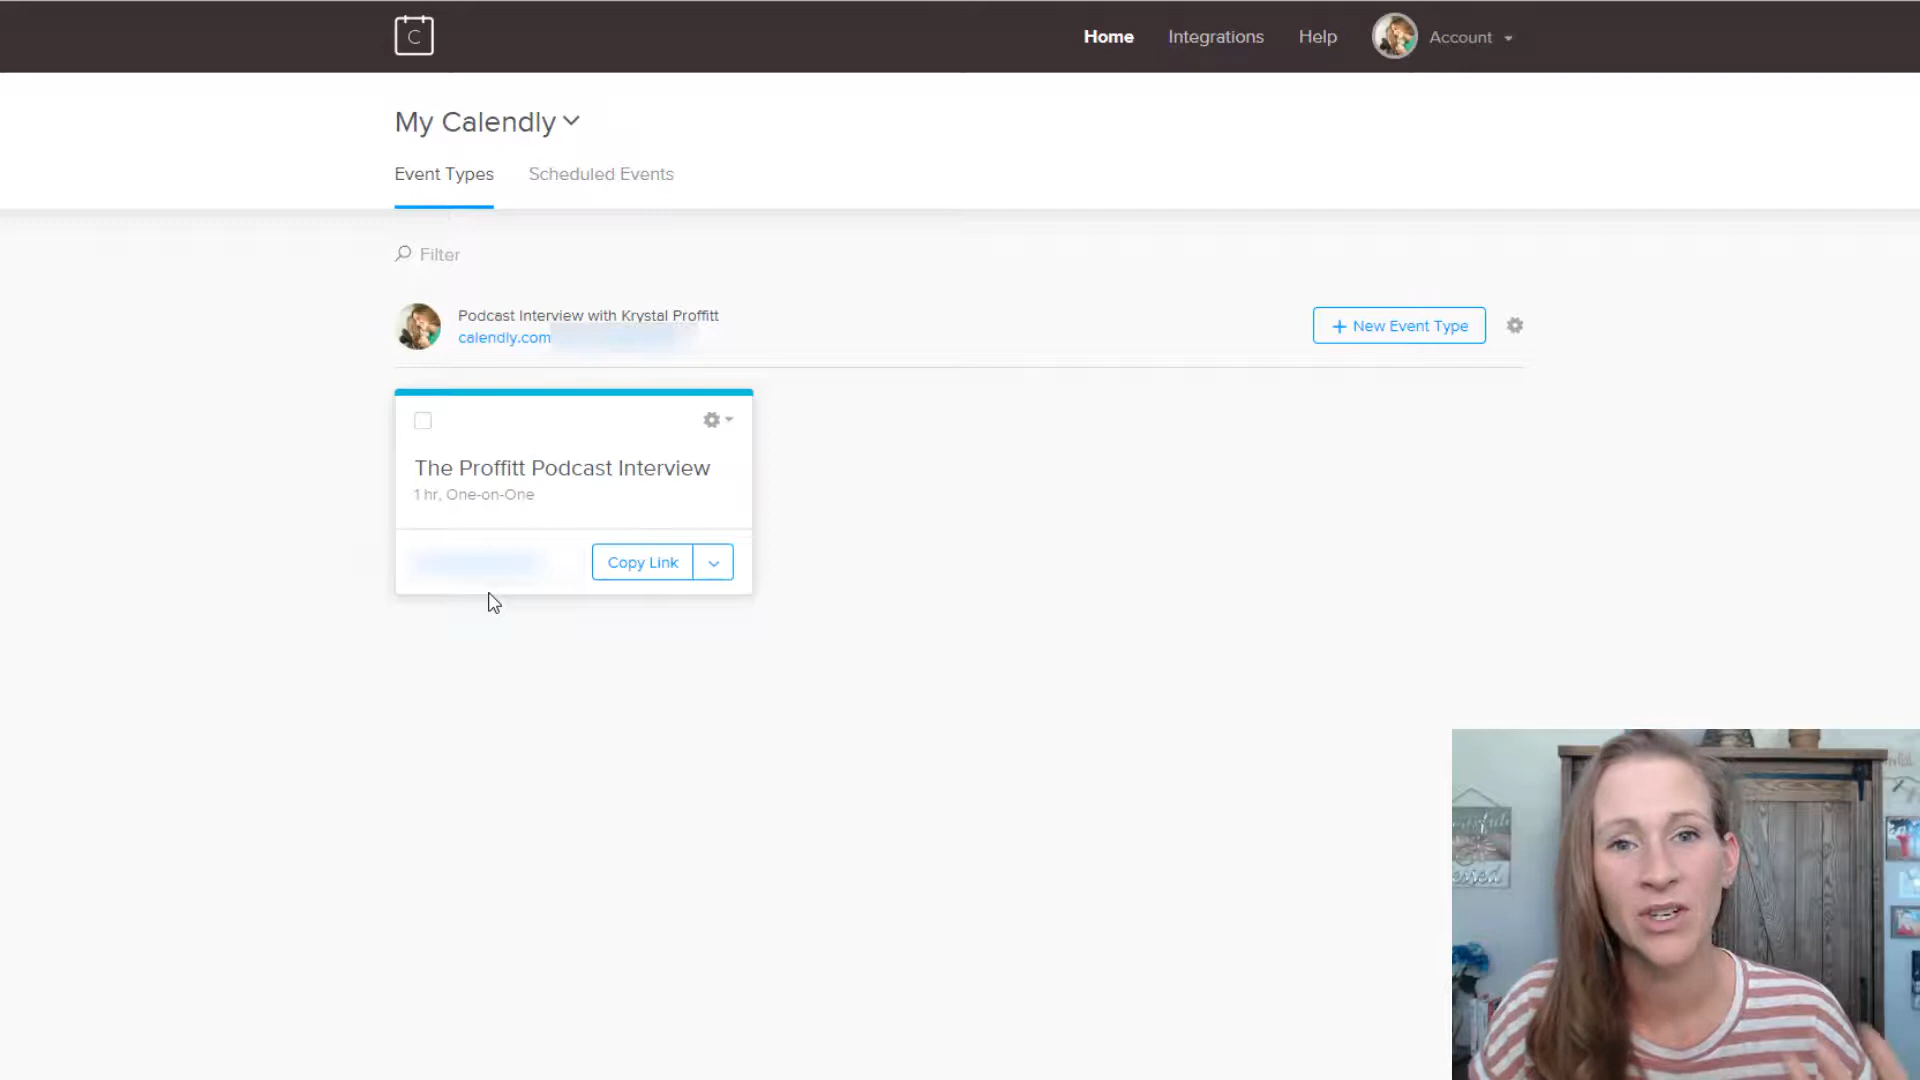 C
Home Integrations Help Account
My Calendly
Event Types Scheduled Events
Filter
Podcast Interview with Krystal Proffitt
calendly.com
+ New Event Type
The Proffitt Podcast Interview
1 hr, One-on-One
Copy Link